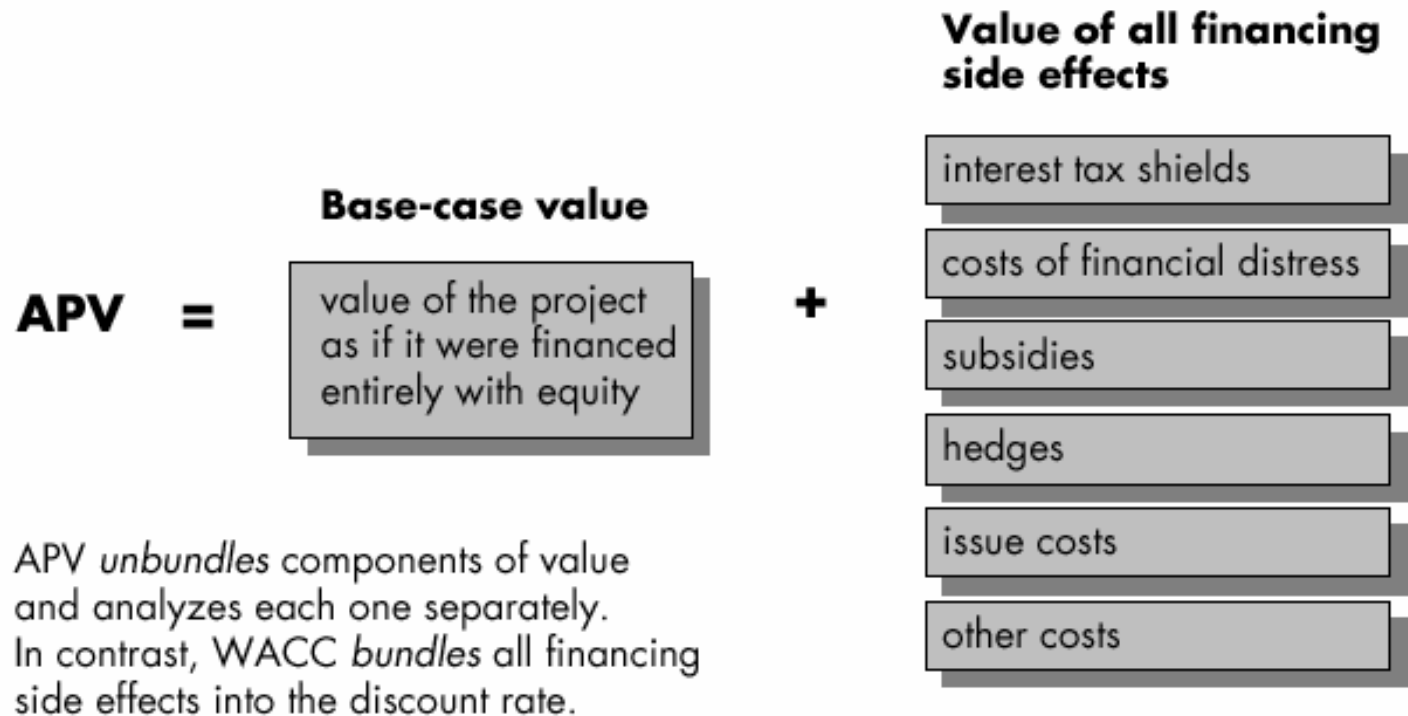 Value of all financing
side effects
interest tax shields
Base-case value
costs of financial distress
APV = value of the project
as if it were financed
entirely with equity
+
subsidies
hedges
issue costs
other costs
APV unbundles components of value
and analyzes each one separately.
In contrast, WACC bundles all financing
side effects into the discount rate.